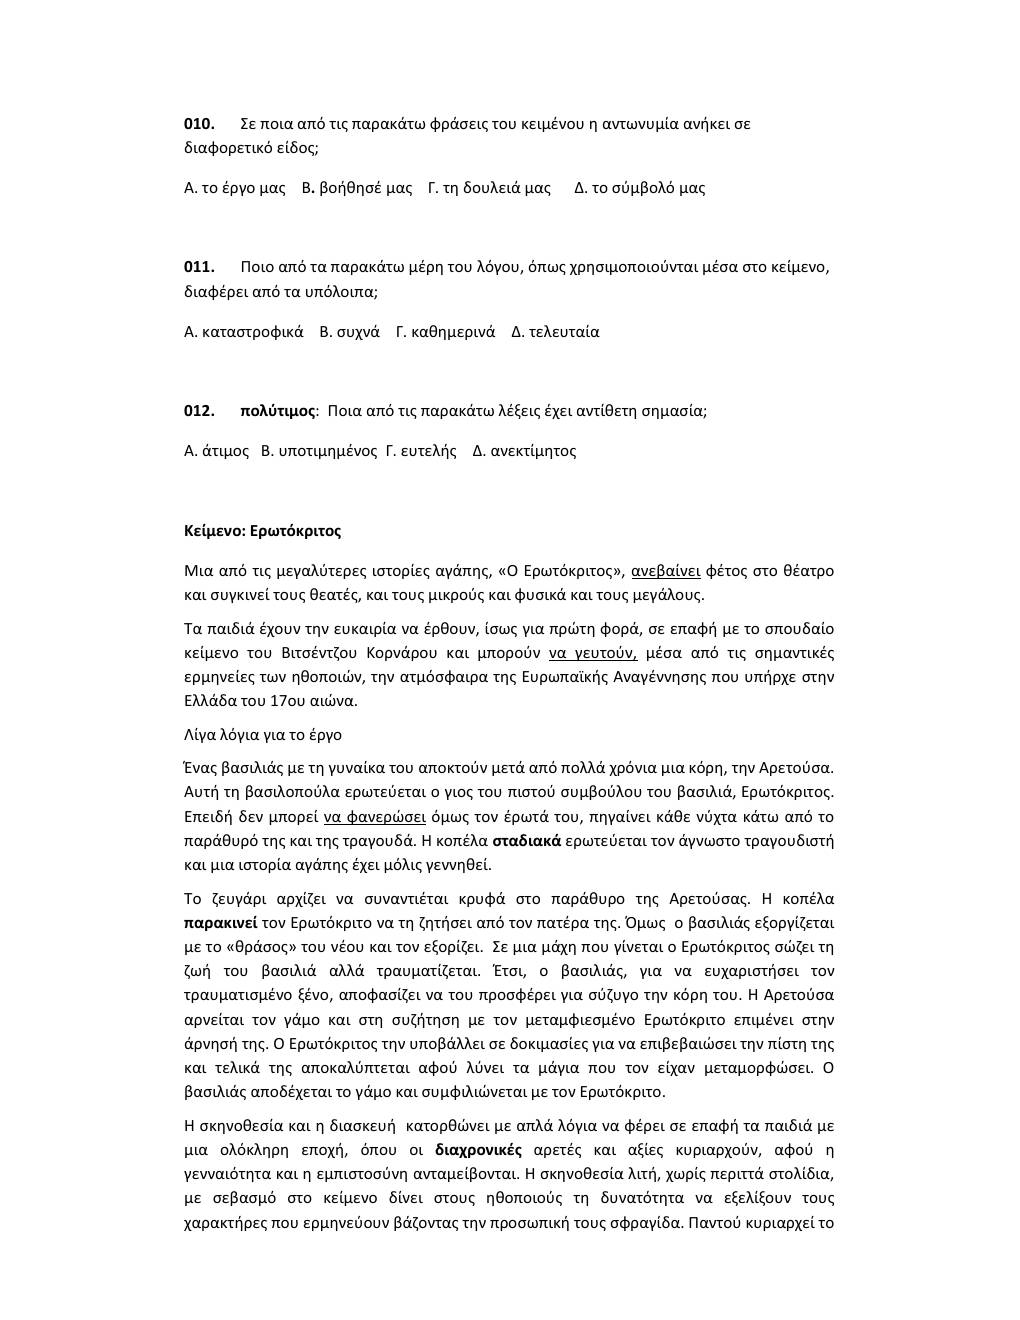 010. Σε ποια από τις παρακάτω φράσεις του κειμένου η αντωνυμία ανήκει σε
διαφορετικό είδος;
Α. το έργο μας Β. βοήθησέ μας Γ. τη δουλειά μας Δ. το σύμβολό μας
011. Ποιο από τα παρακάτω μέρη του λόγου, όπως χρησιμοποιούνται μέσα στο κείμενο,
διαφέρει από τα υπόλοιπα;
Α. καταστροφικά Β. συχνά Γ. καθημερινά Δ. τελευταία
012. πολύτιμος: Ποια από τις παρακάτω λέξεις έχει αντίθετη σημασία;
Α. άτιμος Β. υποτιμημένος Γ. ευτελής Δ. ανεκτίμητος
Κείμενο: Ερωτόκριτος
Μια από τις μεγαλύτερες ιστορίες αγάπης, «Ο Ερωτόκριτος», ανεβαίνει φέτος στο θέατρο
και συγκινεί τους θεατές, και τους μικρούς και φυσικά και τους μεγάλους.
Τα παιδιά έχουν την ευκαιρία να έρθουν, ίσως για πρώτη φορά, σε επαφή με το σπουδαίο
κείμενο του Βιτσέντζου Κορνάρου και μπορούν να γευτούν, μέσα από τις σημαντικές
ερμηνείες των ηθοποιών, την ατμόσφαιρα της Ευρωπαϊκής Αναγέννησης που υπήρχε στην
Ελλάδα του 17ου αιώνα.
Λίγα λόγια για το έργο
Ένας βασιλιάς με τη γυναίκα του αποκτούν μετά από πολλά χρόνια μια κόρη, την Αρετούσα.
Αυτή τη βασιλοπούλα ερωτεύεται ο γιος του πιστού συμβούλου του βασιλιά, Ερωτόκριτος.
Επειδή δεν μπορεί να φανερώσει όμως τον έρωτά του, πηγαίνει κάθε νύχτα κάτω από το
παράθυρό της και της τραγουδά. Η κοπέλα σταδιακά ερωτεύεται τον άγνωστο τραγουδιστή
και μια ιστορία αγάπης έχει μόλις γεννηθεί.
Το ζευγάρι αρχίζει να συναντιέται κρυφά στο παράθυρο της Αρετούσας. Η κοπέλα
παρακινεί τον Ερωτόκριτο να τη ζητήσει από τον πατέρα της. Όμως ο βασιλιάς εξοργίζεται
με το «θράσος» του νέου και τον εξορίζει. Σε μια μάχη που γίνεται ο Ερωτόκριτος σώζει τη
ζωή του βασιλιά αλλά τραυματίζεται. Έτσι, ο βασιλιάς, για να ευχαριστήσει τον
τραυματισμένο ξένο, αποφασίζει να του προσφέρει για σύζυγο την κόρη του. Η Αρετούσα
αρνείται τον γάμο και στη συζήτηση με τον μεταμφιεσμένο Ερωτόκριτο επιμένει στην
άρνησή της. Ο Ερωτόκριτος την υποβάλλει σε δοκιμασίες για να επιβεβαιώσει την πίστη της
και τελικά της αποκαλύπτεται αφού λύνει τα μάγια που τον είχαν μεταμορφώσει. Ο
βασιλιάς αποδέχεται το γάμο και συμφιλιώνεται με τον Ερωτόκριτο.
Η σκηνοθεσία και η διασκευή κατορθώνει με απλά λόγια να φέρει σε επαφή τα παιδιά με
μια ολόκληρη εποχή, όπου οι διαχρονικές αρετές και αξίες κυριαρχούν, αφού η
γενναιότητα και η εμπιστοσύνη ανταμείβονται. Η σκηνοθεσία λιτή, χωρίς περιττά στολίδια,
με σεβασμό στο κείμενο δίνει στους ηθοποιούς τη δυνατότητα να εξελίξουν τους
χαρακτήρες που ερμηνεύουν βάζοντας την προσωπική τους σφραγίδα. Παντού κυριαρχεί το